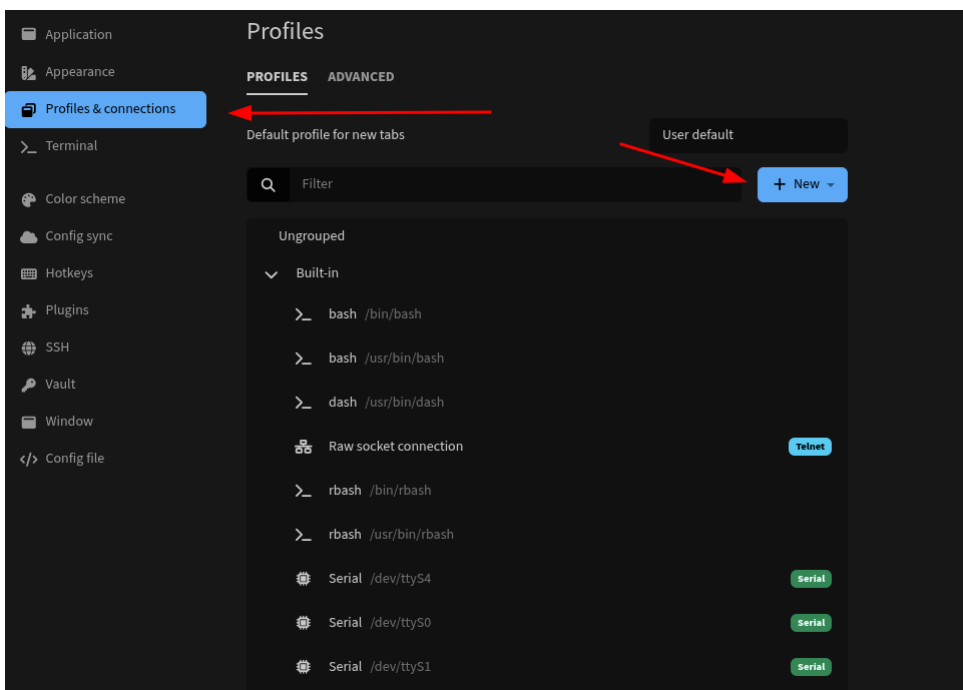 Application
Appearance
Profiles & connections
Terminal
Color scheme
Config sync
Hotkeys
Plugins
SSH
Vault
Window
Config file
Profiles
PROFILES ADVANCED
Default profile for new tabs User default
Filter + New
Ungrouped
Built-in
bash /bin/bash
bash /usr/bin/bash
dash /usr/bin/dash
Raw socket connection Telnet
rbash /bin/rbash
rbash /usr/bin/rbash
Serial /dev/ttyS4 Serial
Serial /dev/ttyS0 Serial
Serial /dev/ttyS1 Serial